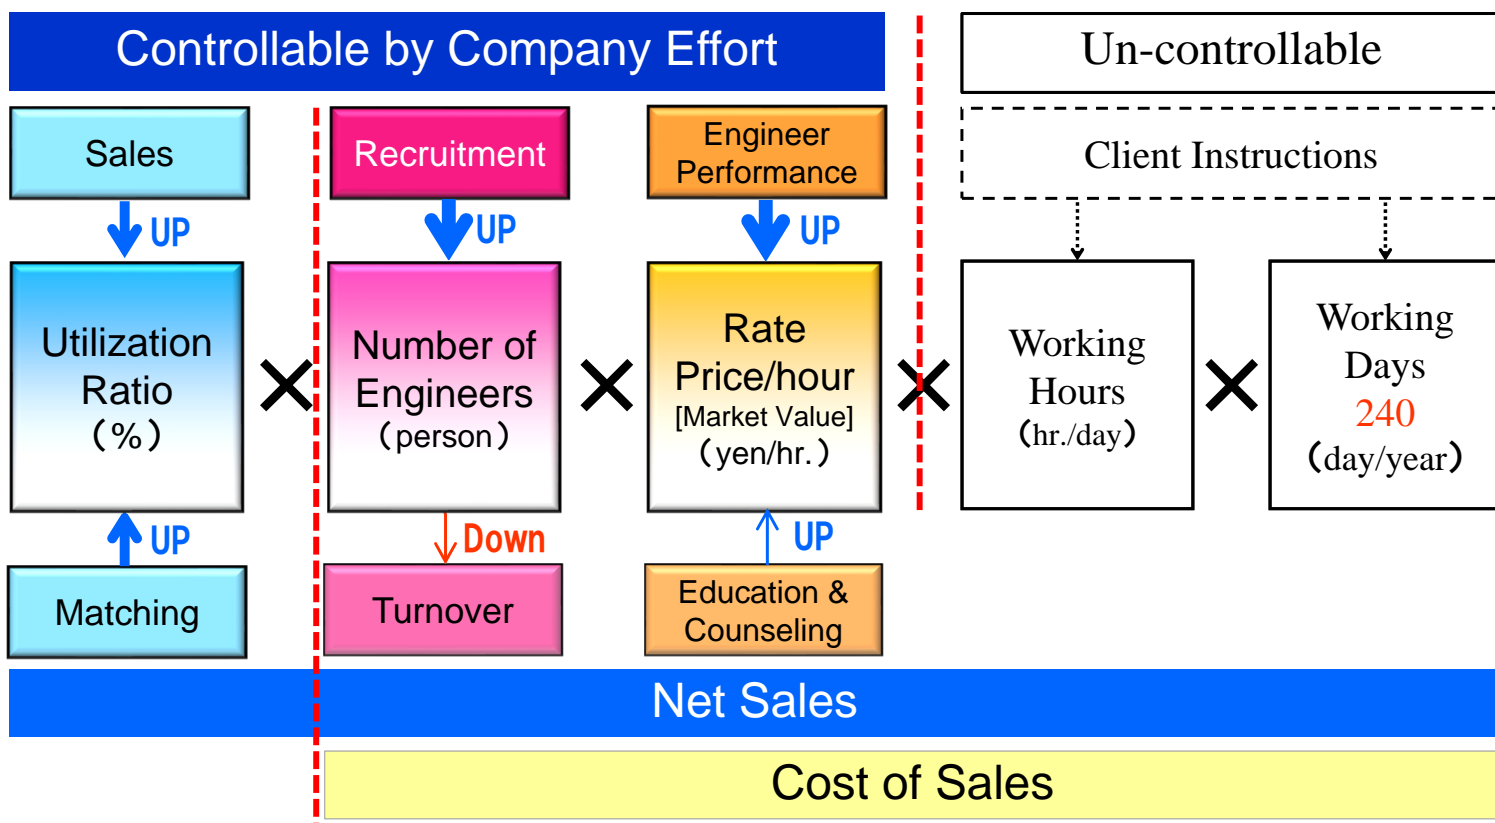 Controllable by Company Effort
Un-controllable
Sales
Recruitment
Engineer
Performance
Client Instructions
UP
UP
UP
Utilization
Ratio
(%)
×
Number of
Engineers
(person)
×
Rate
Price/hour
[Market Value]
(yen/hr.)
×
Working
Hours
(hr./day)
×
Working
Days
240
(day/year)
UP
Down
UP
Matching
Turnover
Education &
Counseling
Net Sales
Cost of Sales